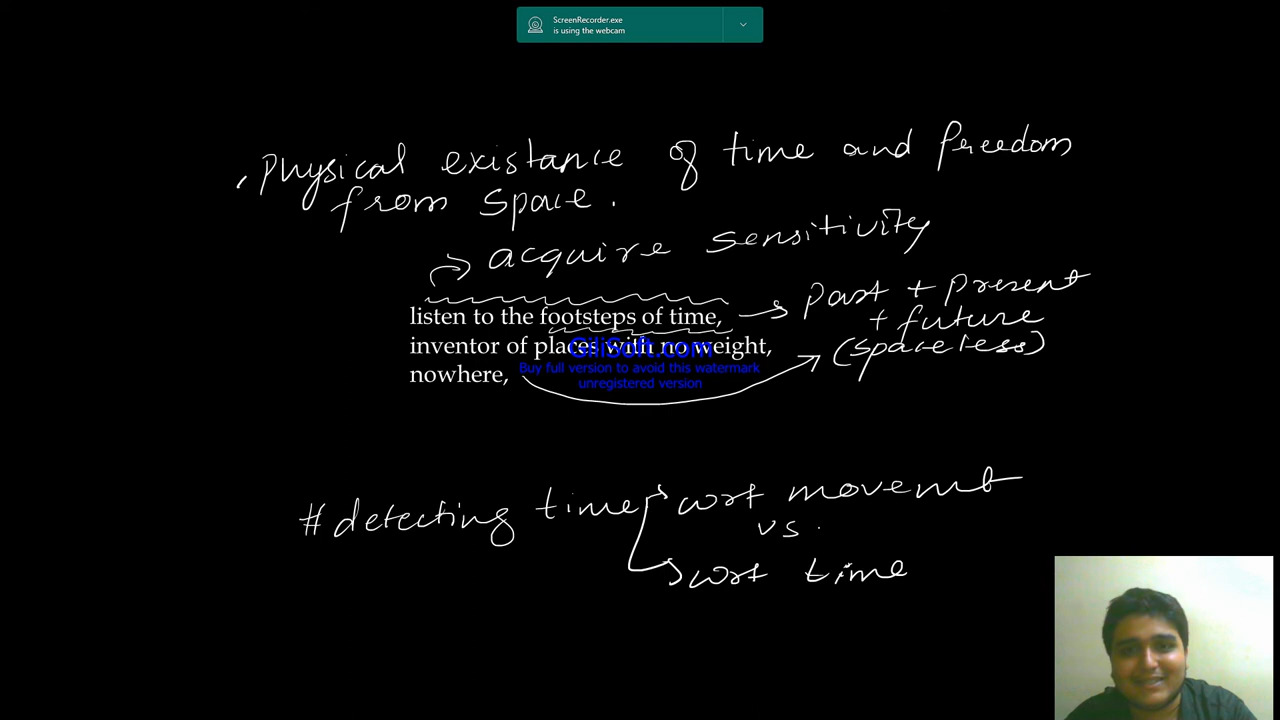 ScreenRecorder.exe
is using the webcam
Physical existance of time and freedom
from space.
acquire sensitivity
listen to the footsteps of time,
past + present
+ future
inventor of places with no weight,
(spaceless)
nowhere,
GiliSoft.com
Buy full version to avoid this watermark
unregistered version
#detecting time
wrt movemnt
vs.
wrt time